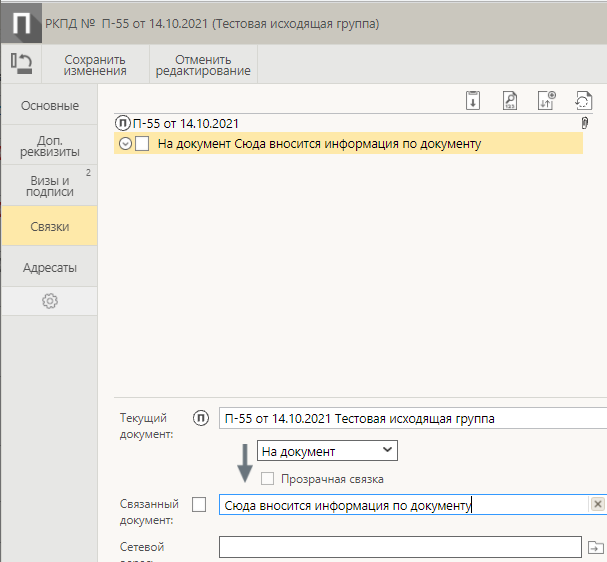 П РКПД № П-55 от 14.10.2021 (Тестовая исходящая группа)
Сохранить изменения
Отменить редактирование
Основные
Доп. реквизиты
Визы и подписи 2
Связки
Адресаты
П П-55 от 14.10.2021
На документ Сюда вносится информация по документу
Текущий документ:
П П-55 от 14.10.2021 Тестовая исходящая группа
На документ
Прозрачная связка
Связанный документ:
Сюда вносится информация по документу
Сетевой